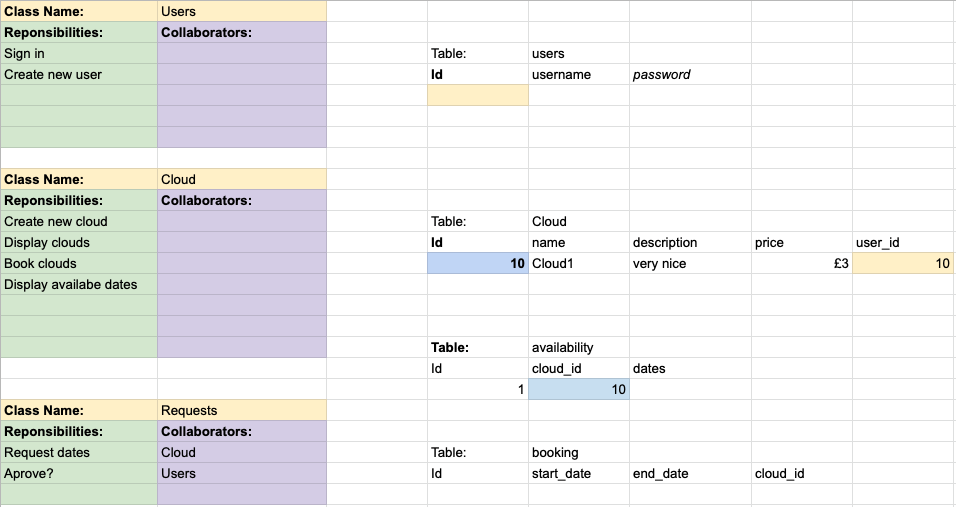 Class Name: Users
Reponsibilities: Collaborators:
Sign in Table: users
Create new user Id username password
Class Name: Cloud
Reponsibilities: Collaborators:
Create new cloud Table: Cloud
Display clouds Id name description price user_id
Book clouds 10 Cloud1 very nice £3 10
Display availabe dates
Table: availability
Id cloud_id dates
1 10
Class Name: Requests
Reponsibilities: Collaborators:
Request dates Cloud Table: booking
Aprove? Users Id start_date end_date cloud_id